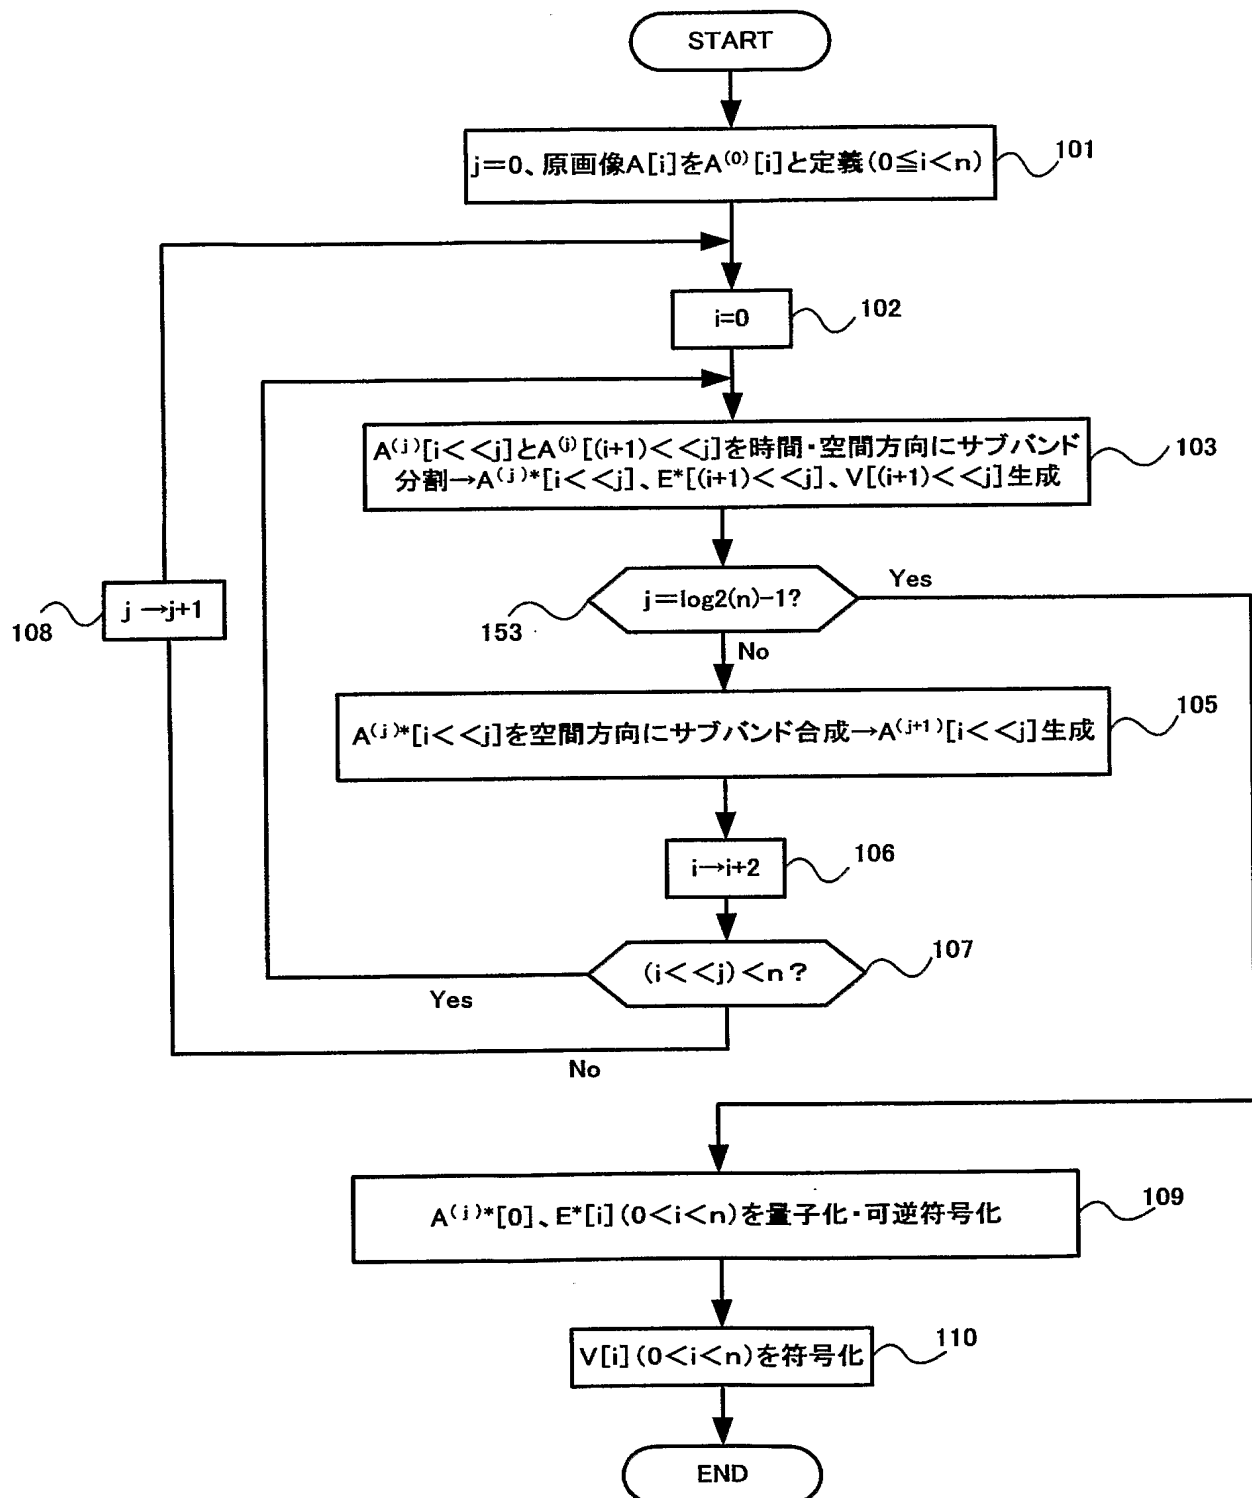 START
j=0、原画像A[i]をA⁽⁰⁾[i]と定義(0≦i<n)
101
i=0
102
A⁽ʲ⁾[i<<j]とA⁽ʲ⁾[(i+1)<<j]を時間・空間方向にサブバンド
分割→A⁽ʲ⁾*[i<<j]、E*[(i+1)<<j]、V[(i+1)<<j]生成
103
j=log2(n)-1?
Yes
153
No
j→j+1
108
A⁽ʲ⁾*[i<<j]を空間方向にサブバンド合成→A⁽ʲ⁺¹⁾[i<<j]生成
105
i→i+2
106
(i<<j)<n?
107
Yes
No
A⁽ʲ⁾*[0]、E*[i](0<i<n)を量子化・可逆符号化
109
V[i](0<i<n)を符号化
110
END